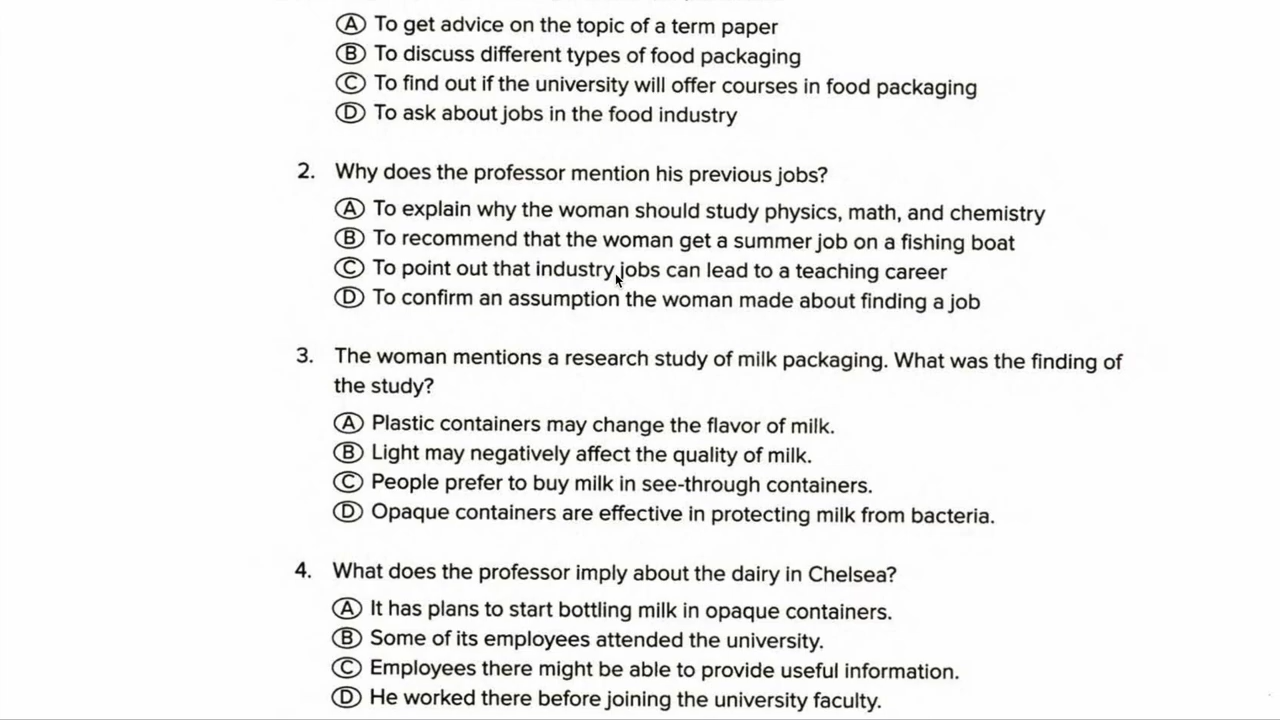 Ⓐ To get advice on the topic of a term paper
Ⓑ To discuss different types of food packaging
Ⓒ To find out if the university will offer courses in food packaging
Ⓓ To ask about jobs in the food industry
2. Why does the professor mention his previous jobs?
Ⓐ To explain why the woman should study physics, math, and chemistry
Ⓑ To recommend that the woman get a summer job on a fishing boat
Ⓒ To point out that industry jobs can lead to a teaching career
Ⓓ To confirm an assumption the woman made about finding a job
3. The woman mentions a research study of milk packaging. What was the finding of
the study?
Ⓐ Plastic containers may change the flavor of milk.
Ⓑ Light may negatively affect the quality of milk.
Ⓒ People prefer to buy milk in see-through containers.
Ⓓ Opaque containers are effective in protecting milk from bacteria.
4. What does the professor imply about the dairy in Chelsea?
Ⓐ It has plans to start bottling milk in opaque containers.
Ⓑ Some of its employees attended the university.
Ⓒ Employees there might be able to provide useful information.
Ⓓ He worked there before joining the university faculty.